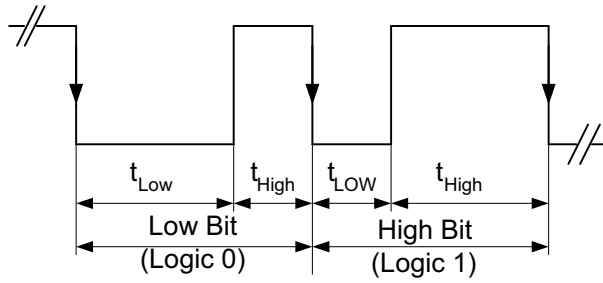 tLow tHigh tLOW tHigh
Low Bit High Bit
(Logic 0) (Logic 1)